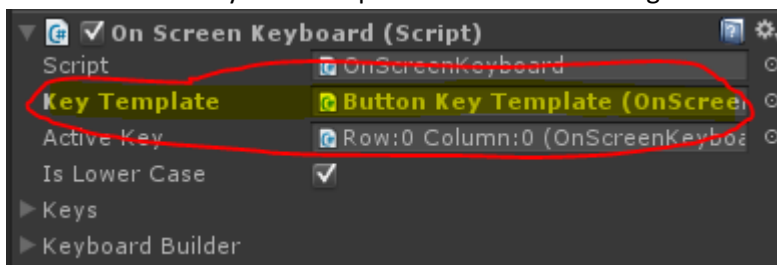 On Screen Keyboard (Script)
Script OnScreenKeyboard
Key Template Button Key Template (OnScree
Active Key Row:0 Column:0 (OnScreenKeyboa
Is Lower Case
Keys
Keyboard Builder